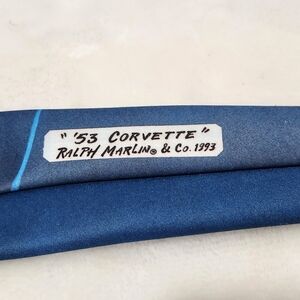 "'53 CORVETTE"
RALPH MARLIN® & CO. 1993